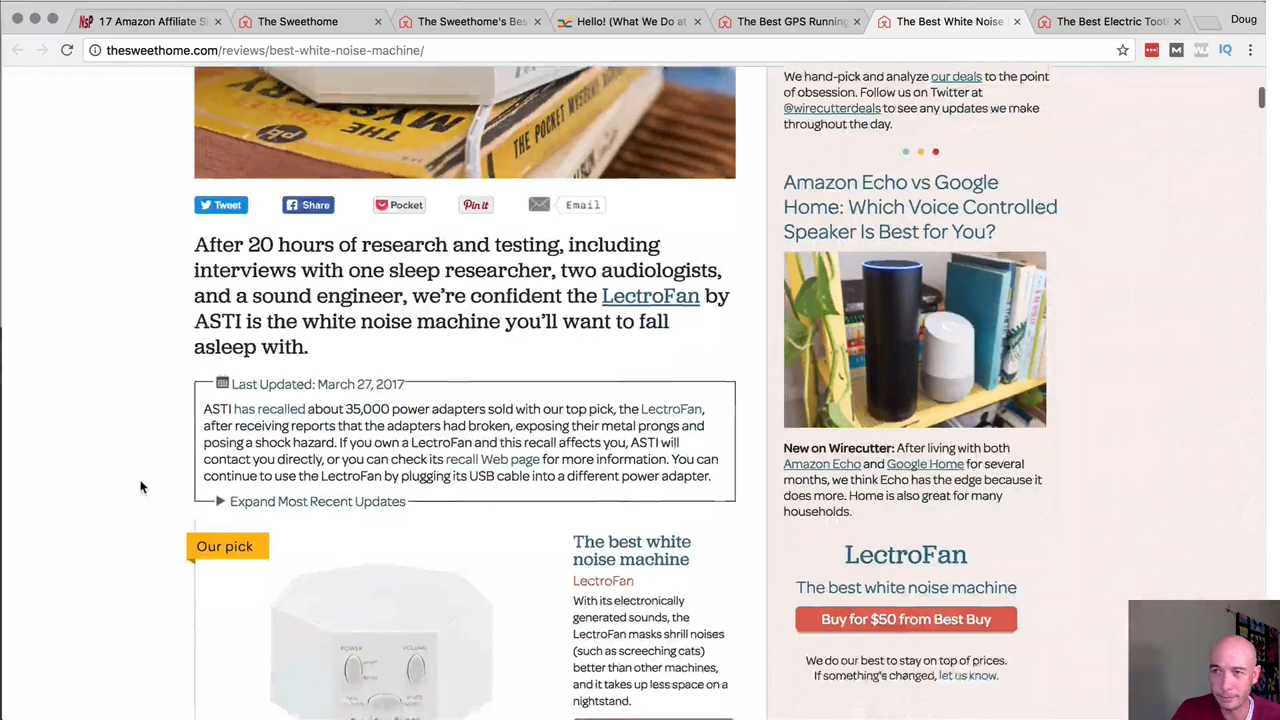 17 Amazon Affiliate Si
The Sweethome
The Sweethome's Bes
Hello! (What We Do at
The Best GPS Running
The Best White Noise
The Best Electric Toot
Doug
thesweethome.com/reviews/best-white-noise-machine/
THE
MYSTERY
THE POCKET MYSTERY
Tweet
Share
Pocket
Pin it
Email
After 20 hours of research and testing, including
interviews with one sleep researcher, two audiologists,
and a sound engineer, we're confident the LectroFan by
ASTI is the white noise machine you'll want to fall
asleep with.
Last Updated: March 27, 2017
ASTI has recalled about 35,000 power adapters sold with our top pick, the LectroFan,
after receiving reports that the adapters had broken, exposing their metal prongs and
posing a shock hazard. If you own a LectroFan and this recall affects you, ASTI will
contact you directly, or you can check its recall Web page for more information. You can
continue to use the LectroFan by plugging its USB cable into a different power adapter.
Expand Most Recent Updates
Our pick
POWER
VOLUME
The best white
noise machine
LectroFan
With its electronically
generated sounds, the
LectroFan masks shrill noises
(such as screeching cats)
better than other machines,
and it takes up less space on a
nightstand.
We hand-pick and analyze our deals to the point
of obsession. Follow us on Twitter at
@wirecutterdeals to see any updates we make
throughout the day.
Amazon Echo vs Google
Home: Which Voice Controlled
Speaker Is Best for You?
New on Wirecutter: After living with both
Amazon Echo and Google Home for several
months, we think Echo has the edge because it
does more. Home is also great for many
households.
LectroFan
The best white noise machine
Buy for $50 from Best Buy
We do our best to stay on top of prices.
If something's changed, let us know.